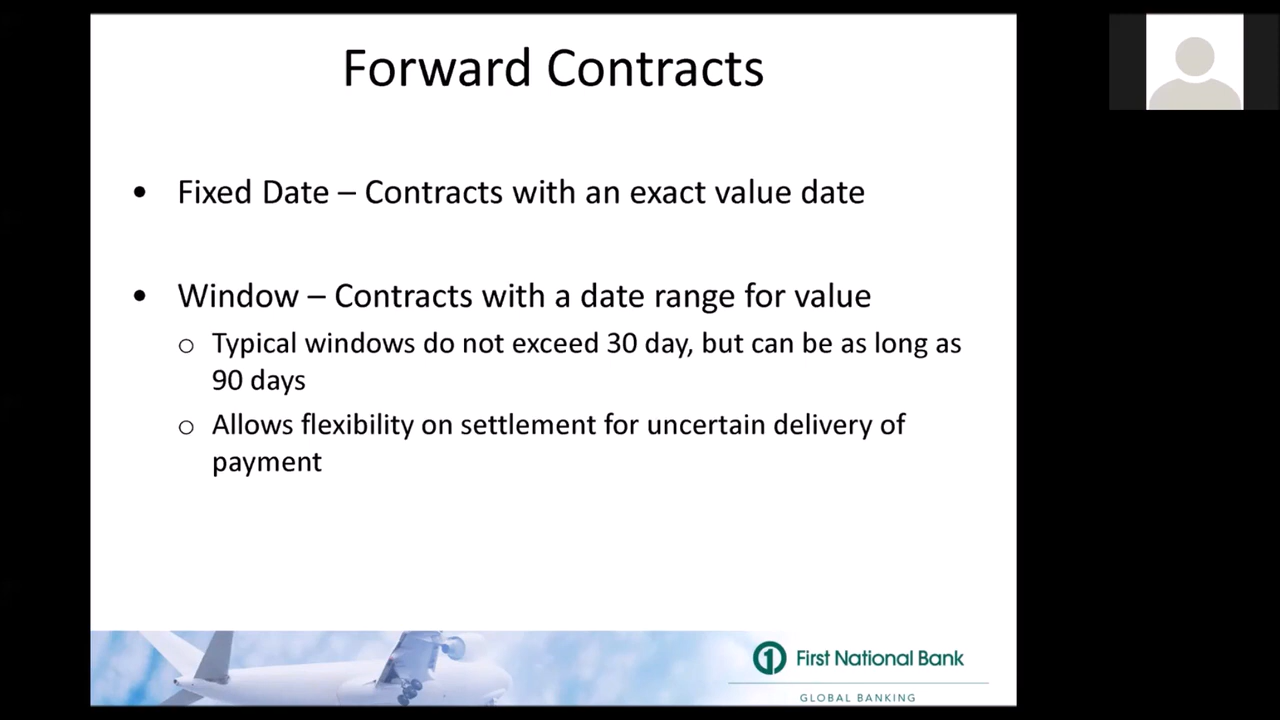 Forward Contracts
• Fixed Date – Contracts with an exact value date
• Window – Contracts with a date range for value
o Typical windows do not exceed 30 day, but can be as long as
90 days
o Allows flexibility on settlement for uncertain delivery of
payment
1 First National Bank
GLOBAL BANKING